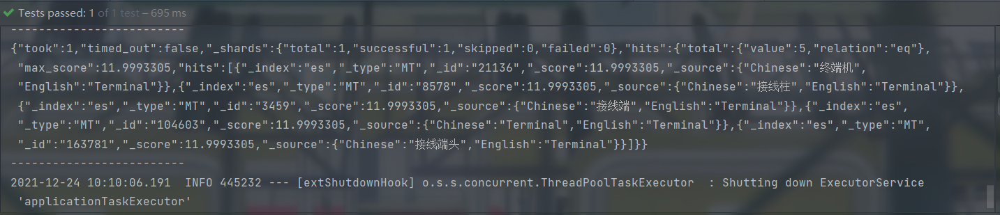 Tests passed: 1 of 1 test – 695 ms
-------------------------
{"took":1,"timed_out":false,"_shards":{"total":1,"successful":1,"skipped":0,"failed":0},"hits":{"total":{"value":5,"relation":"eq"},
"max_score":11.9993305,"hits":[{"_index":"es","_type":"MT","_id":"21136","_score":11.9993305,"_source":{"Chinese":"终端机",
"English":"Terminal"}},{"_index":"es","_type":"MT","_id":"8578","_score":11.9993305,"_source":{"Chinese":"接线柱","English":"Terminal"}},
{"_index":"es","_type":"MT","_id":"3459","_score":11.9993305,"_source":{"Chinese":"接线端","English":"Terminal"}},{"_index":"es",
"_type":"MT","_id":"104603","_score":11.9993305,"_source":{"Chinese":"Terminal","English":"Terminal"}},{"_index":"es","_type":"MT",
"_id":"163781","_score":11.9993305,"_source":{"Chinese":"接线端头","English":"Terminal"}}]}}
-------------------------
2021-12-24 10:10:06.191  INFO 445232 --- [extShutdownHook] o.s.s.concurrent.ThreadPoolTaskExecutor  : Shutting down ExecutorService
'applicationTaskExecutor'